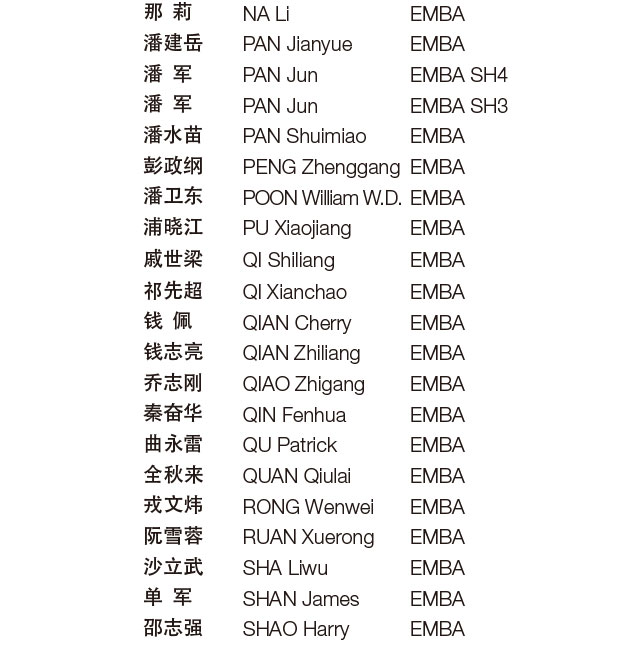 那 莉 NA Li EMBA
潘建岳 PAN Jianyue EMBA
潘 军 PAN Jun EMBA SH4
潘 军 PAN Jun EMBA SH3
潘水苗 PAN Shuimiao EMBA
彭政纲 PENG Zhenggang EMBA
潘卫东 POON William W.D. EMBA
浦晓江 PU Xiaojiang EMBA
戚世梁 QI Shiliang EMBA
祁先超 QI Xianchao EMBA
钱 佩 QIAN Cherry EMBA
钱志亮 QIAN Zhiliang EMBA
乔志刚 QIAO Zhigang EMBA
秦奋华 QIN Fenhua EMBA
曲永雷 QU Patrick EMBA
全秋来 QUAN Qiulai EMBA
戎文炜 RONG Wenwei EMBA
阮雪蓉 RUAN Xuerong EMBA
沙立武 SHA Liwu EMBA
单 军 SHAN James EMBA
邵志强 SHAO Harry EMBA